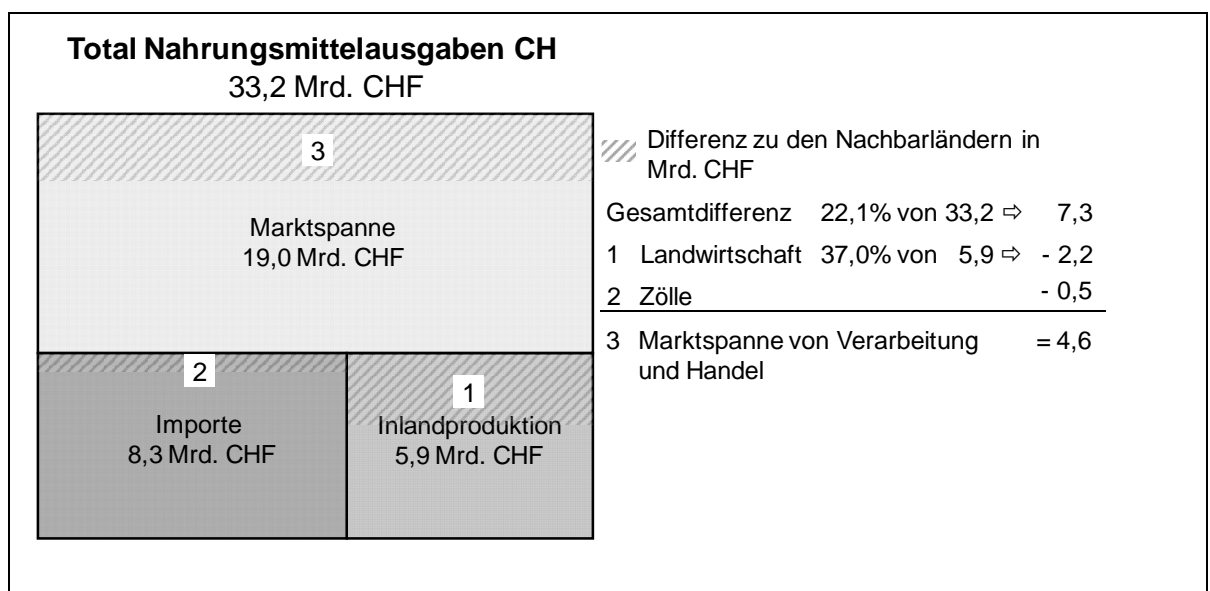 Total Nahrungsmittelausgaben CH
33,2 Mrd. CHF
3
Marktspanne
19,0 Mrd. CHF
2
Importe
8,3 Mrd. CHF
1
Inlandproduktion
5,9 Mrd. CHF
Differenz zu den Nachbarländern in
Mrd. CHF
Gesamtdifferenz 22,1% von 33,2 ⇨ 7,3
1 Landwirtschaft 37,0% von 5,9 ⇨ - 2,2
2 Zölle - 0,5
3 Marktspanne von Verarbeitung = 4,6
und Handel